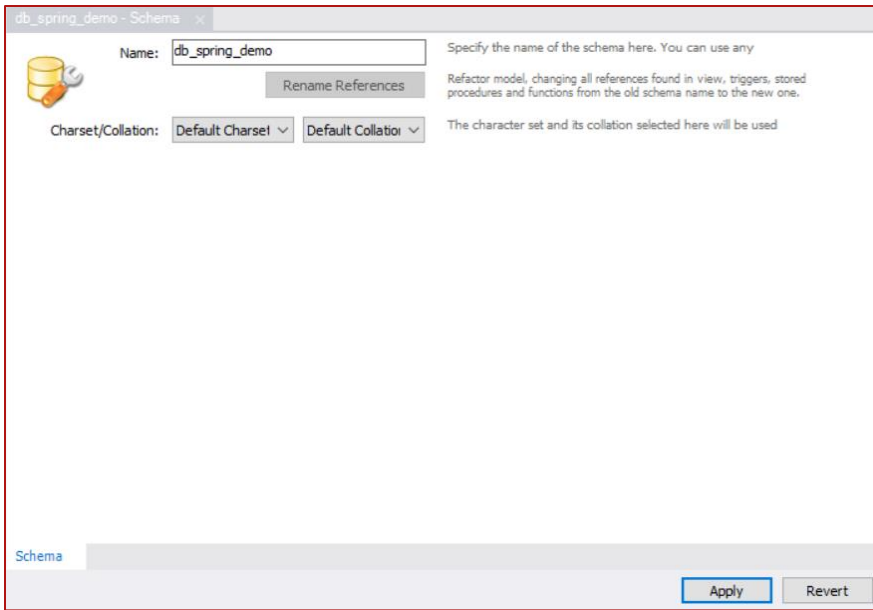 db_spring_demo - Schema ×
Name: db_spring_demo Specify the name of the schema here. You can use any
Rename References Refactor model, changing all references found in view, triggers, stored
procedures and functions from the old schema name to the new one.
Charset/Collation: Default Charset Default Collation The character set and its collation selected here will be used
Schema
Apply Revert